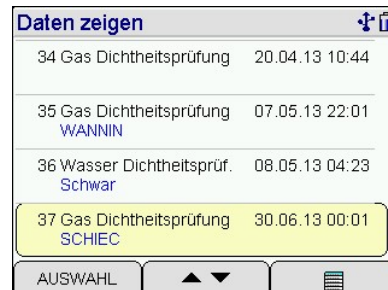 Daten zeigen
34 Gas Dichtheitsprüfung 20.04.13 10:44
35 Gas Dichtheitsprüfung 07.05.13 22:01
WANNIN
36 Wasser Dichtheitsprüf. 08.05.13 04:23
Schwar
37 Gas Dichtheitsprüfung 30.06.13 00:01
SCHIEC
AUSWAHL